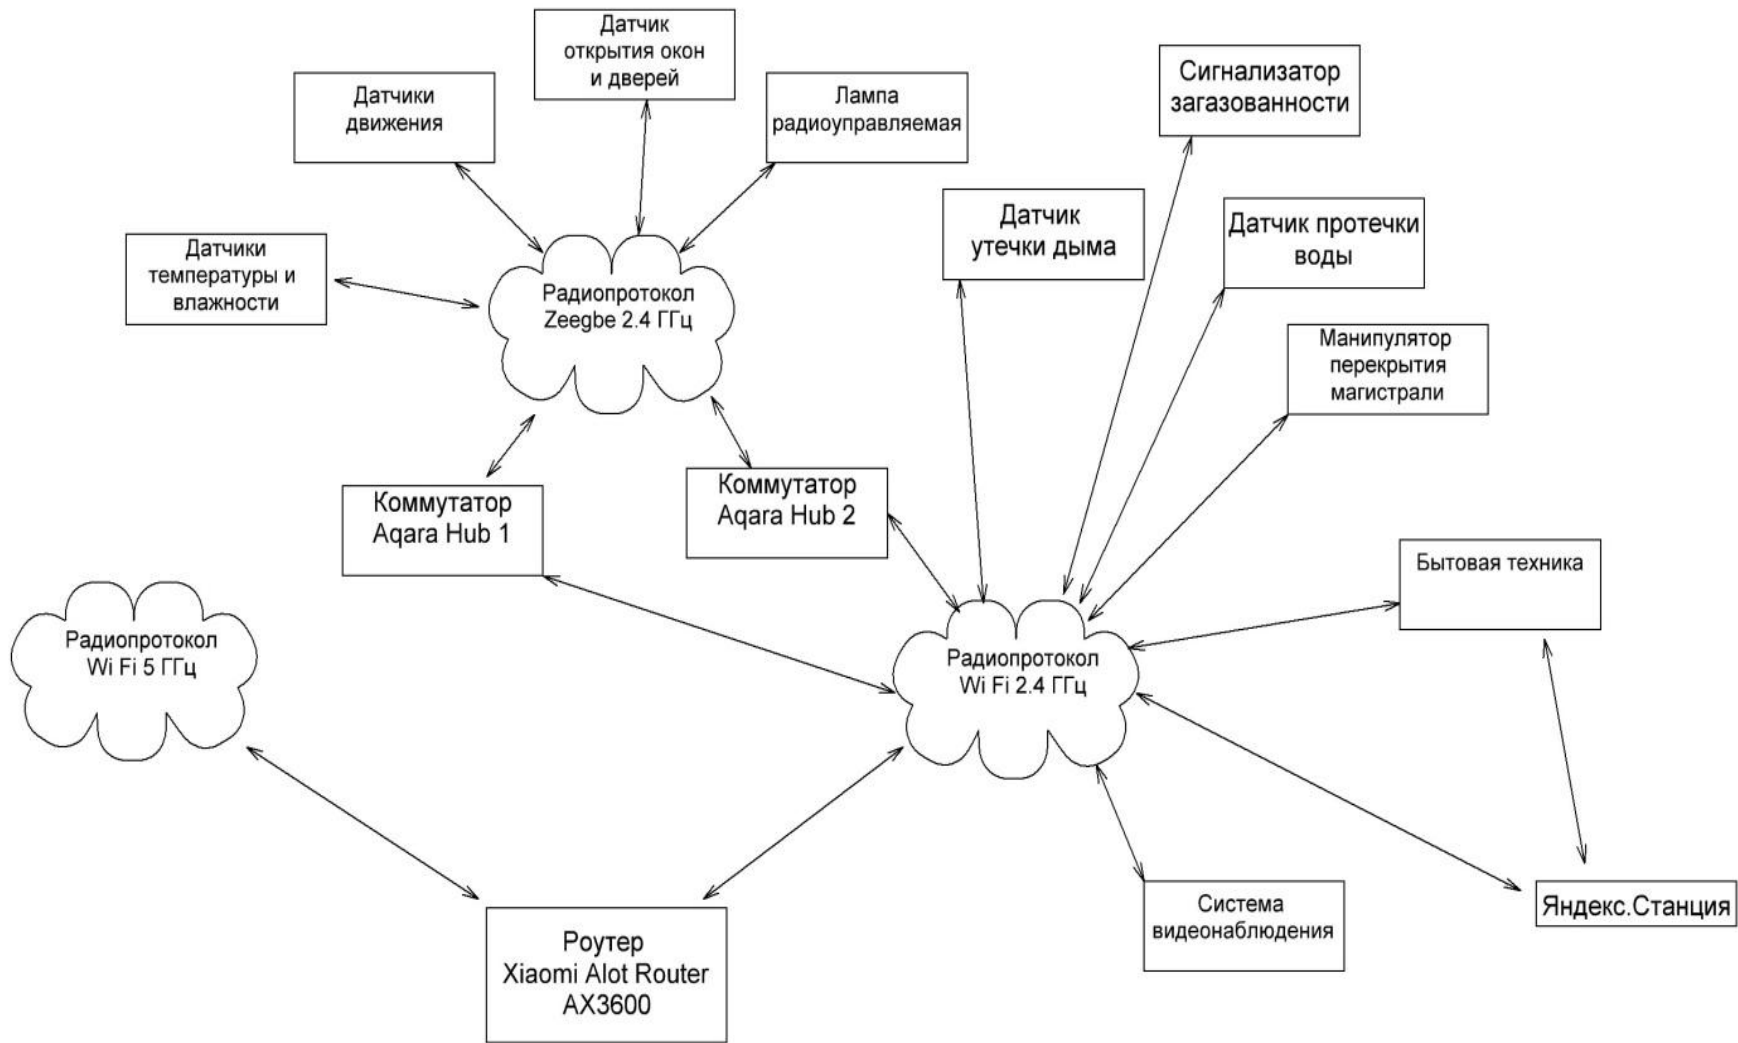 Датчик
открытия окон
и дверей
Датчики
движения
Лампа
радиоуправляемая
Сигнализатор
загазованности
Датчик
утечки дыма
Датчик протечки
воды
Датчики
температуры и
влажности
Радиопротокол
Zeegbe 2.4 ГГц
Манипулятор
перекрытия
магистрали
Коммутатор
Aqara Hub 1
Коммутатор
Aqara Hub 2
Бытовая техника
Радиопротокол
Wi Fi 5 ГГц
Радиопротокол
Wi Fi 2.4 ГГц
Система
видеонаблюдения
Яндекс.Станция
Роутер
Xiaomi Alot Router
AX3600